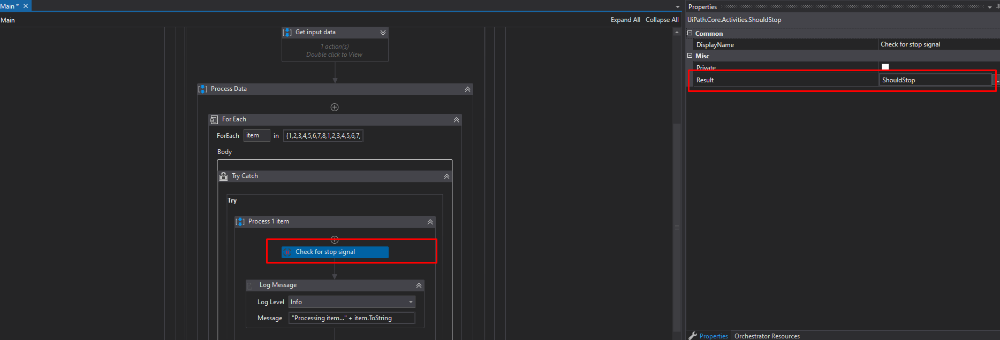 Main *
Main
Expand All Collapse All
Get input data
1 action(s)
Double click to View
Process Data
For Each
ForEach item in {1,2,3,4,5,6,7,8,1,2,3,4,5,6,7,
Body
Try Catch
Try
Process 1 item
Check for stop signal
Log Message
Log Level Info
Message "Processing item..." + item.ToString
Properties
UiPath.Core.Activities.ShouldStop
Common
DisplayName Check for stop signal
Misc
Private
Result ShouldStop ...
Properties Orchestrator Resources